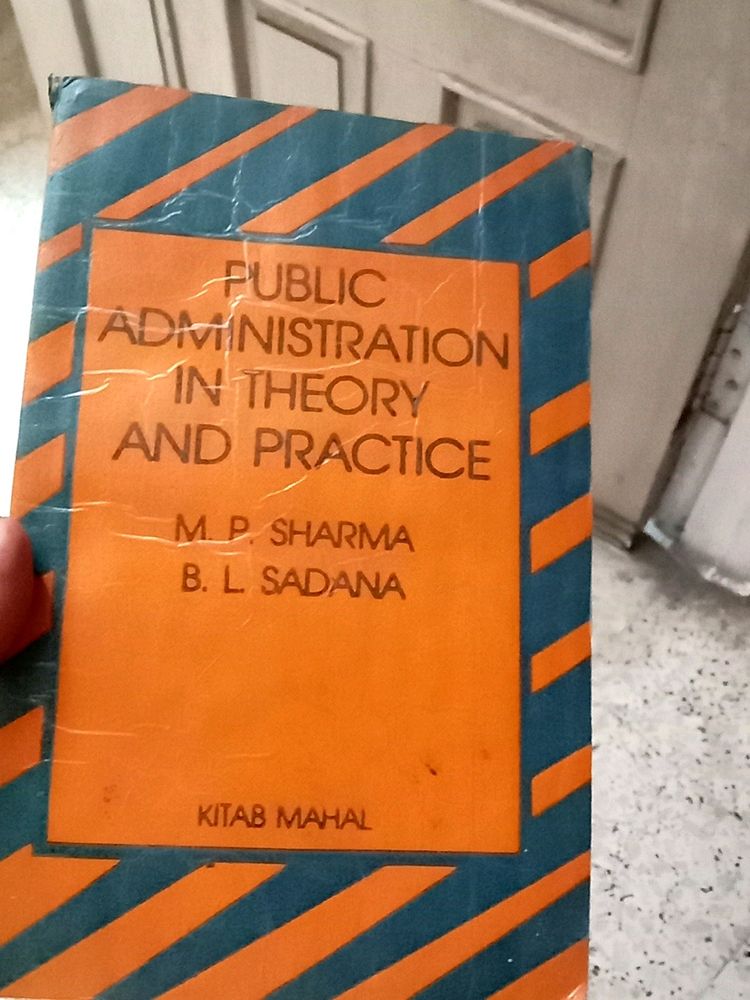 PUBLIC
ADMINISTRATION
IN THEORY
AND PRACTICE
M. P. SHARMA
B. L. SADANA
KITAB MAHAL